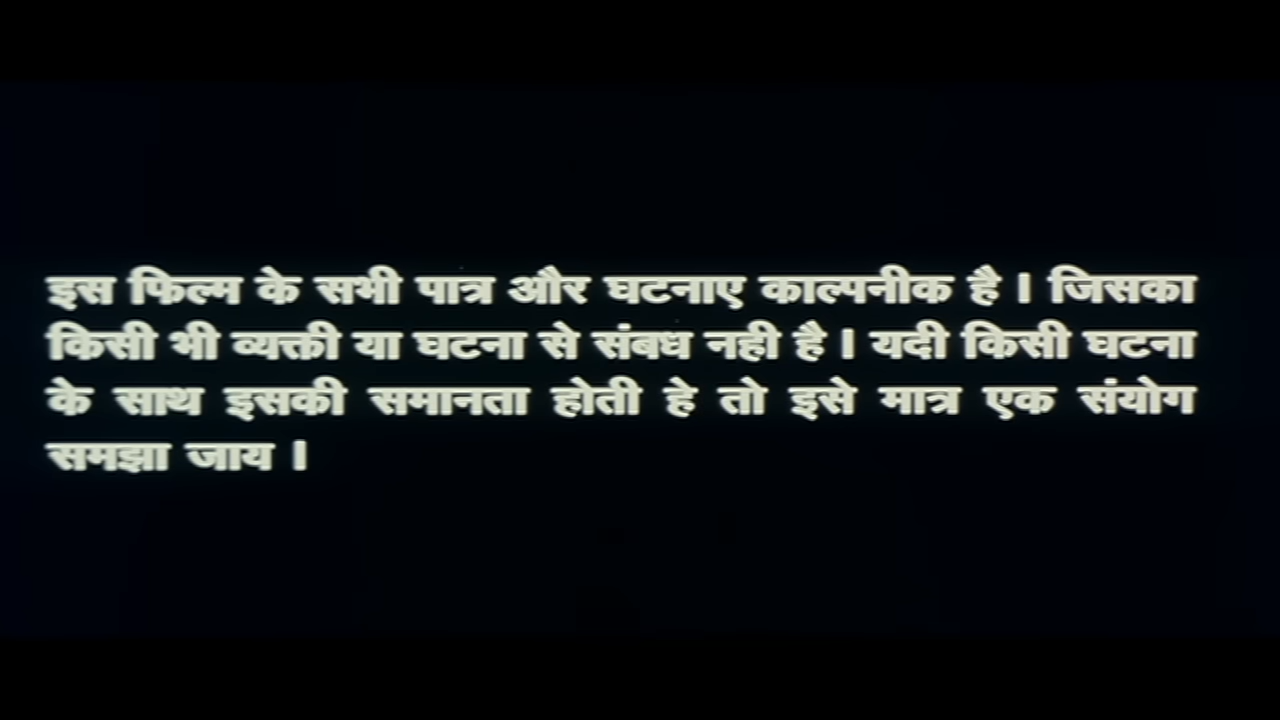 इस फिल्म के सभी पात्र और घटनाए काल्पनीक है । जिसका
किसी भी व्यक्ती या घटना से संबध नही है । यदी किसी घटना
के साथ इसकी समानता होती हे तो इसे मात्र एक संयोग
समझा जाय ।